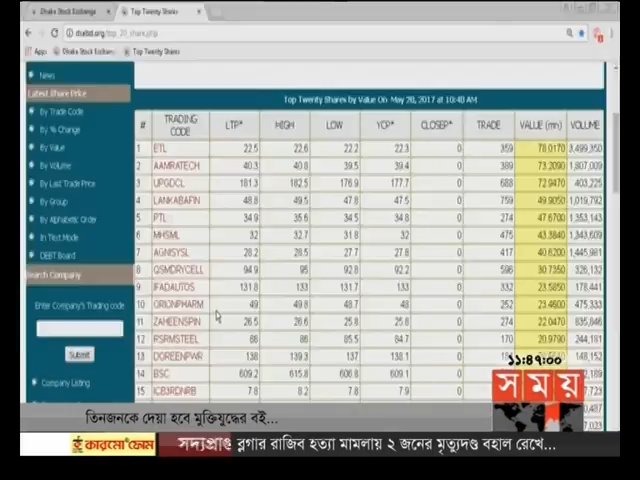 Dhaka Stock Exchange
Top Twenty Shares
dsebd.org/top_20_share.php
Apps Dhaka Stock Exchan Top Twenty Shares
News
Latest Share Price
By Trade Code
By % Change
By Value
By Volume
By Last Trade Price
By Group
By Alphabetic Order
In Text Mode
DEBT Board
Search Company
Enter Company's Trading code
Submit
Company Listing
Top Twenty Shares by Value On May 28, 2017 at 10:48 AM
# TRADING CODE LTP* HIGH LOW YCP* CLOSEP* TRADE VALUE (mn) VOLUME
1 ETL 22.5 22.6 22.2 22.3 0 359 78.0170 3,499,350
2 AAMRATECH 40.3 40.8 39.5 39.4 0 389 73.2090 1,807,009
3 UPGDCL 181.3 182.5 176.9 177.7 0 688 72.9470 403,225
4 LANKABAFIN 48.8 49.5 47.8 48.8 0 759 49.9050 1,019,792
5 PTL 34.9 35.6 34.5 34.8 0 274 47.6700 1,353,143
6 MHSML 32 32.7 31.8 32 0 505 43.3840 1,343,609
7 AGNISYSL 28.2 28.5 27.7 27.8 0 417 40.6200 1,445,981
8 QSMDRYCELL 94.9 95 92.8 92.2 0 596 30.7350 326,132
9 IFADAUTOS 131.8 133 131.7 133 0 332 23.5850 178,441
10 ORIONPHARM 49 49.8 48.7 48 0 252 23.4600 475,333
11 ZAHEENSPIN 26.5 26.6 25.8 25.8 0 274 22.0470 835,846
12 RSRMSTEEL 86 86 85.5 84.7 0 170 20.9790 244,181
13 DOREENPWR 138 139.3 137 138.1 0 148,152
14 BSC 609.2 615.8 606.8 609.1 0
15 ICB3RDNRB 7.8 8.2 7.8 7.9 0
১১:৪৭:০০
সময়
তিনজনকে দেয়া হবে মুক্তিযুদ্ধের বই...
কারমো ফোম সদ্যপ্রাপ্ত ব্লগার রাজিব হত্যা মামলায় ২ জনের মৃত্যুদণ্ড বহাল রেখে...